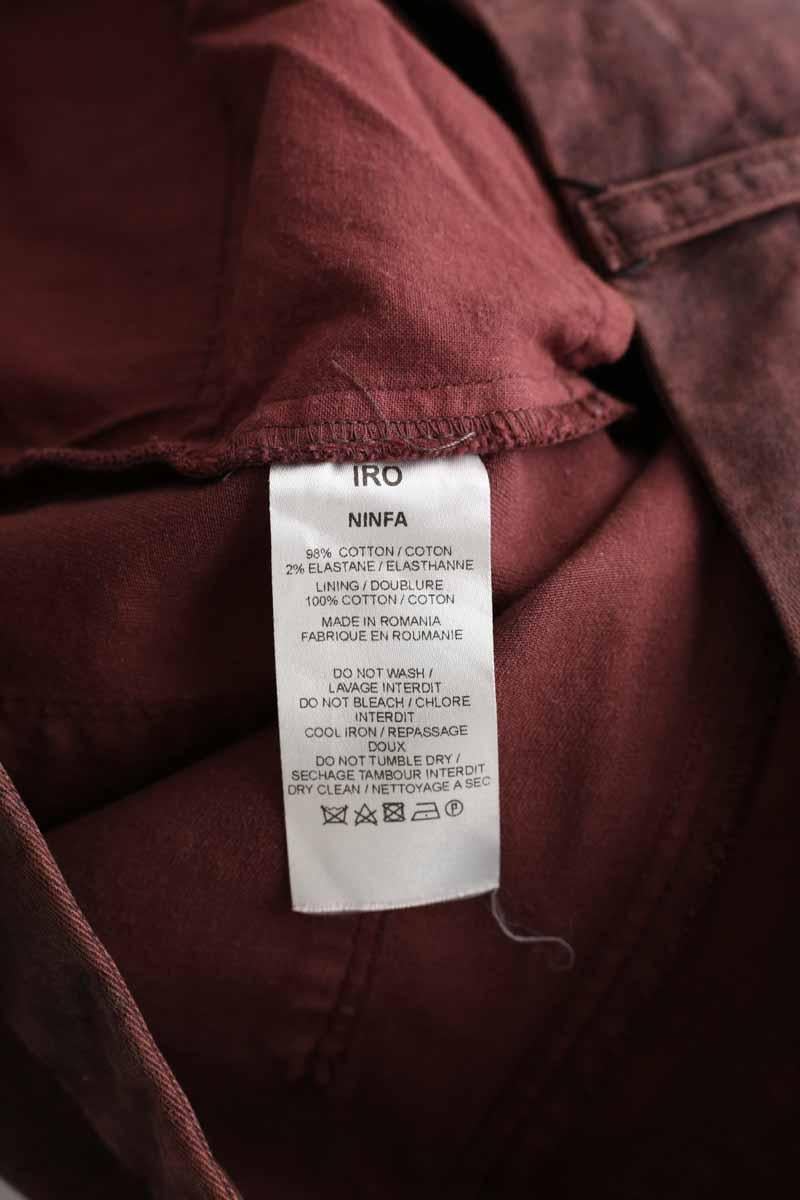 IRO
NINFA
98% COTTON / COTON
2% ELASTANE / ELASTHANNE
LINING / DOUBLURE
100% COTTON / COTON
MADE IN ROMANIA
FABRIQUE EN ROUMANIE
DO NOT WASH /
LAVAGE INTERDIT
DO NOT BLEACH / CHLORE
INTERDIT
COOL IRON / REPASSAGE
DOUX
DO NOT TUMBLE DRY /
SECHAGE TAMBOUR INTERDIT
DRY CLEAN / NETTOYAGE A SEC
P